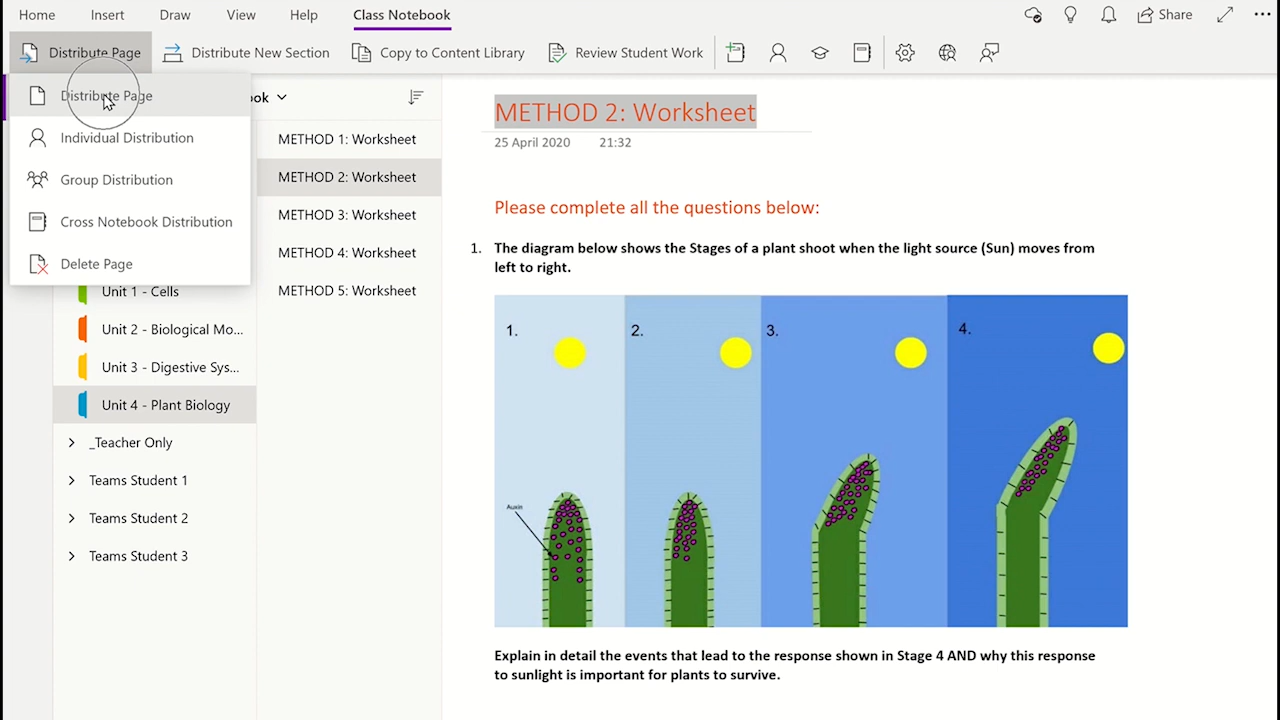 Home Insert Draw View Help Class Notebook Share
Distribute Page Distribute New Section Copy to Content Library Review Student Work
Distribute Page
Individual Distribution
Group Distribution
Cross Notebook Distribution
Delete Page
ook
Unit 1 - Cells
Unit 2 - Biological Mo...
Unit 3 - Digestive Sys...
Unit 4 - Plant Biology
_Teacher Only
Teams Student 1
Teams Student 2
Teams Student 3
METHOD 1: Worksheet
METHOD 2: Worksheet
METHOD 3: Worksheet
METHOD 4: Worksheet
METHOD 5: Worksheet
METHOD 2: Worksheet
25 April 2020 21:32
Please complete all the questions below:
1. The diagram below shows the Stages of a plant shoot when the light source (Sun) moves from
left to right.
1. 2. 3. 4.
Auxin
Explain in detail the events that lead to the response shown in Stage 4 AND why this response
to sunlight is important for plants to survive.